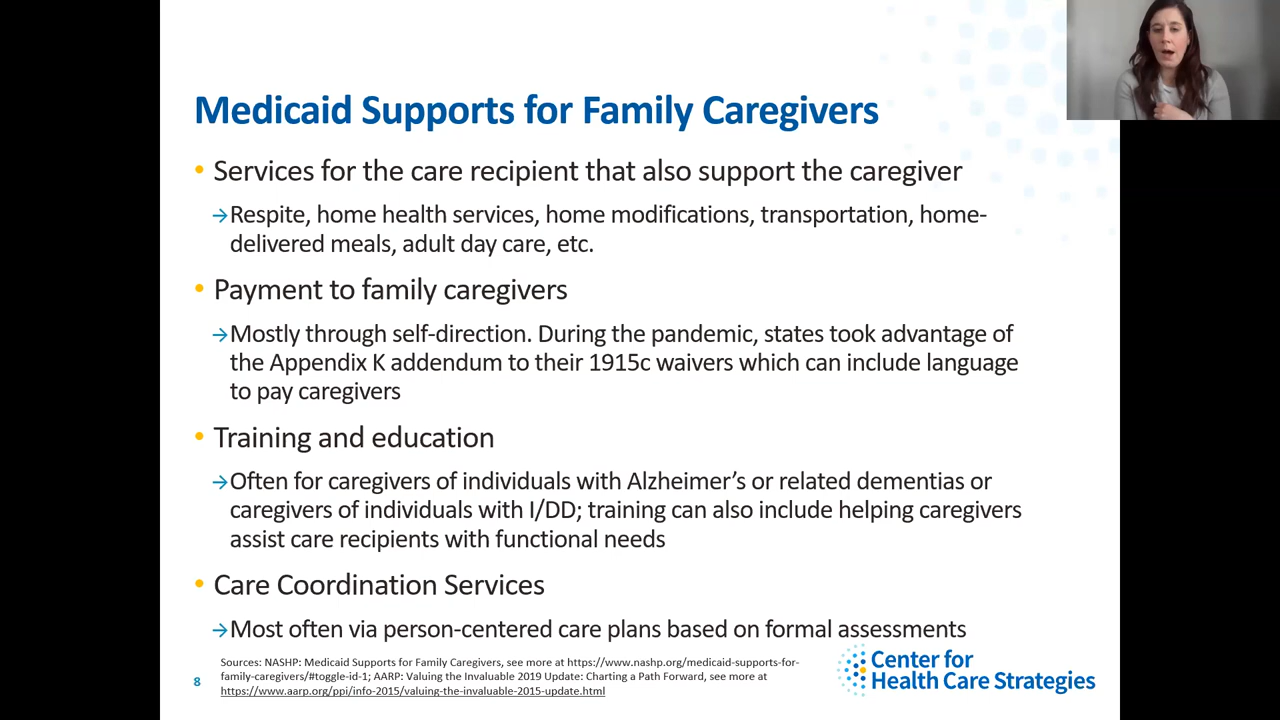 Medicaid Supports for Family Caregivers
• Services for the care recipient that also support the caregiver
→Respite, home health services, home modifications, transportation, home-
delivered meals, adult day care, etc.
• Payment to family caregivers
→Mostly through self-direction. During the pandemic, states took advantage of
the Appendix K addendum to their 1915c waivers which can include language
to pay caregivers
• Training and education
→Often for caregivers of individuals with Alzheimer’s or related dementias or
caregivers of individuals with I/DD; training can also include helping caregivers
assist care recipients with functional needs
• Care Coordination Services
→Most often via person-centered care plans based on formal assessments
Sources: NASHP: Medicaid Supports for Family Caregivers, see more at https://www.nashp.org/medicaid-supports-for-
family-caregivers/#toggle-id-1; AARP: Valuing the Invaluable 2019 Update: Charting a Path Forward, see more at
https://www.aarp.org/ppi/info-2015/valuing-the-invaluable-2015-update.html
8
Center for
Health Care Strategies